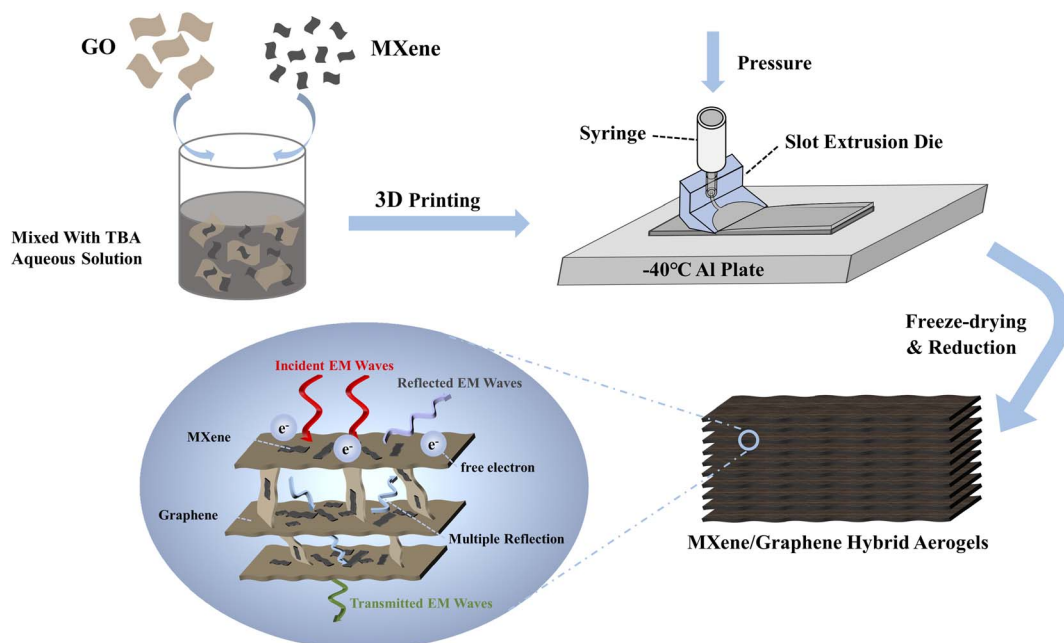 GO
MXene
Mixed With TBA
Aqueous Solution
3D Printing
Pressure
Syringe
Slot Extrusion Die
-40℃ Al Plate
Freeze-drying
& Reduction
Incident EM Waves
Reflected EM Waves
e-
e-
e-
MXene
free electron
Graphene
Multiple Reflection
Transmitted EM Waves
MXene/Graphene Hybrid Aerogels